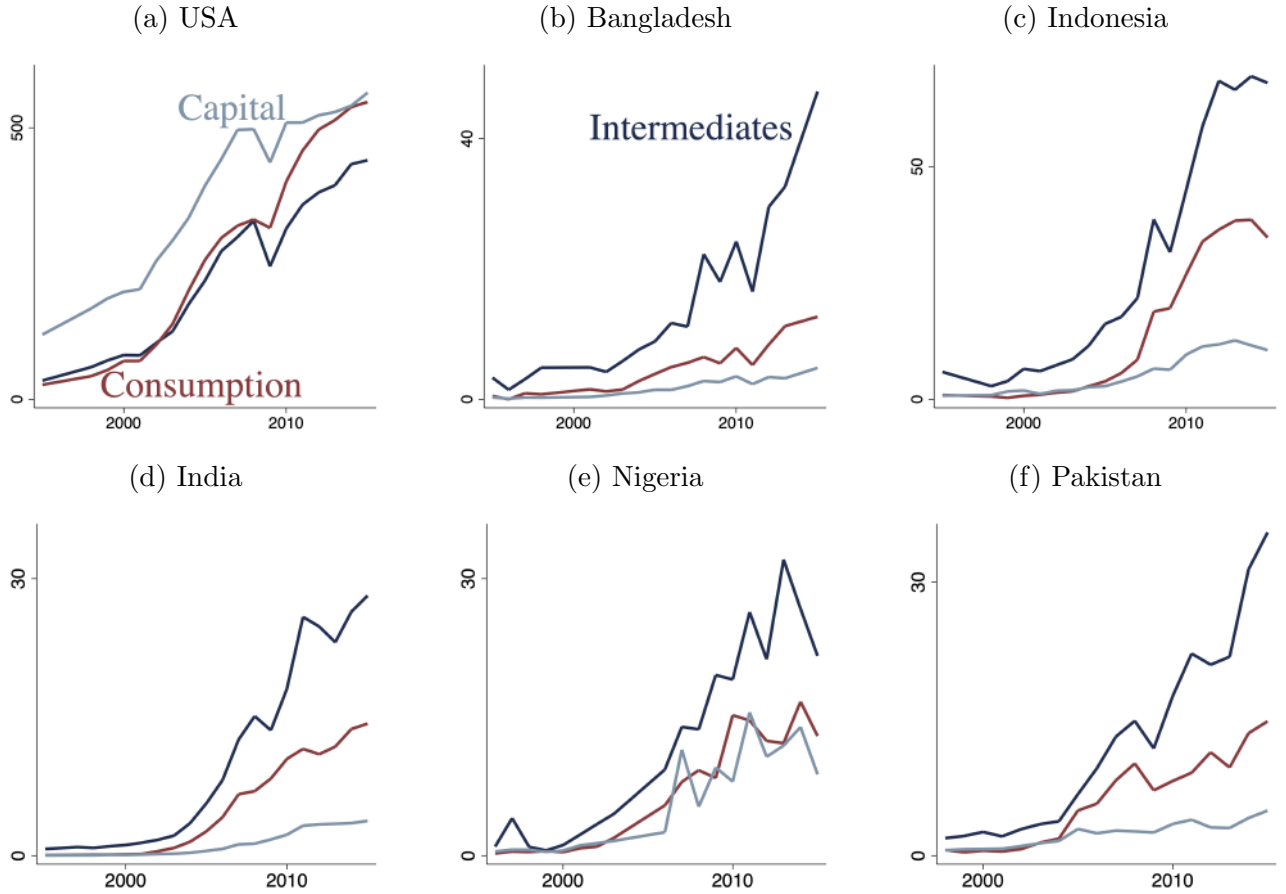 (a) USA
(b) Bangladesh
(c) Indonesia
500
0
Capital
Consumption
2000
2010
40
0
Intermediates
2000
2010
50
0
2000
2010
(d) India
(e) Nigeria
(f) Pakistan
30
0
2000
2010
30
0
2000
2010
30
0
2000
2010